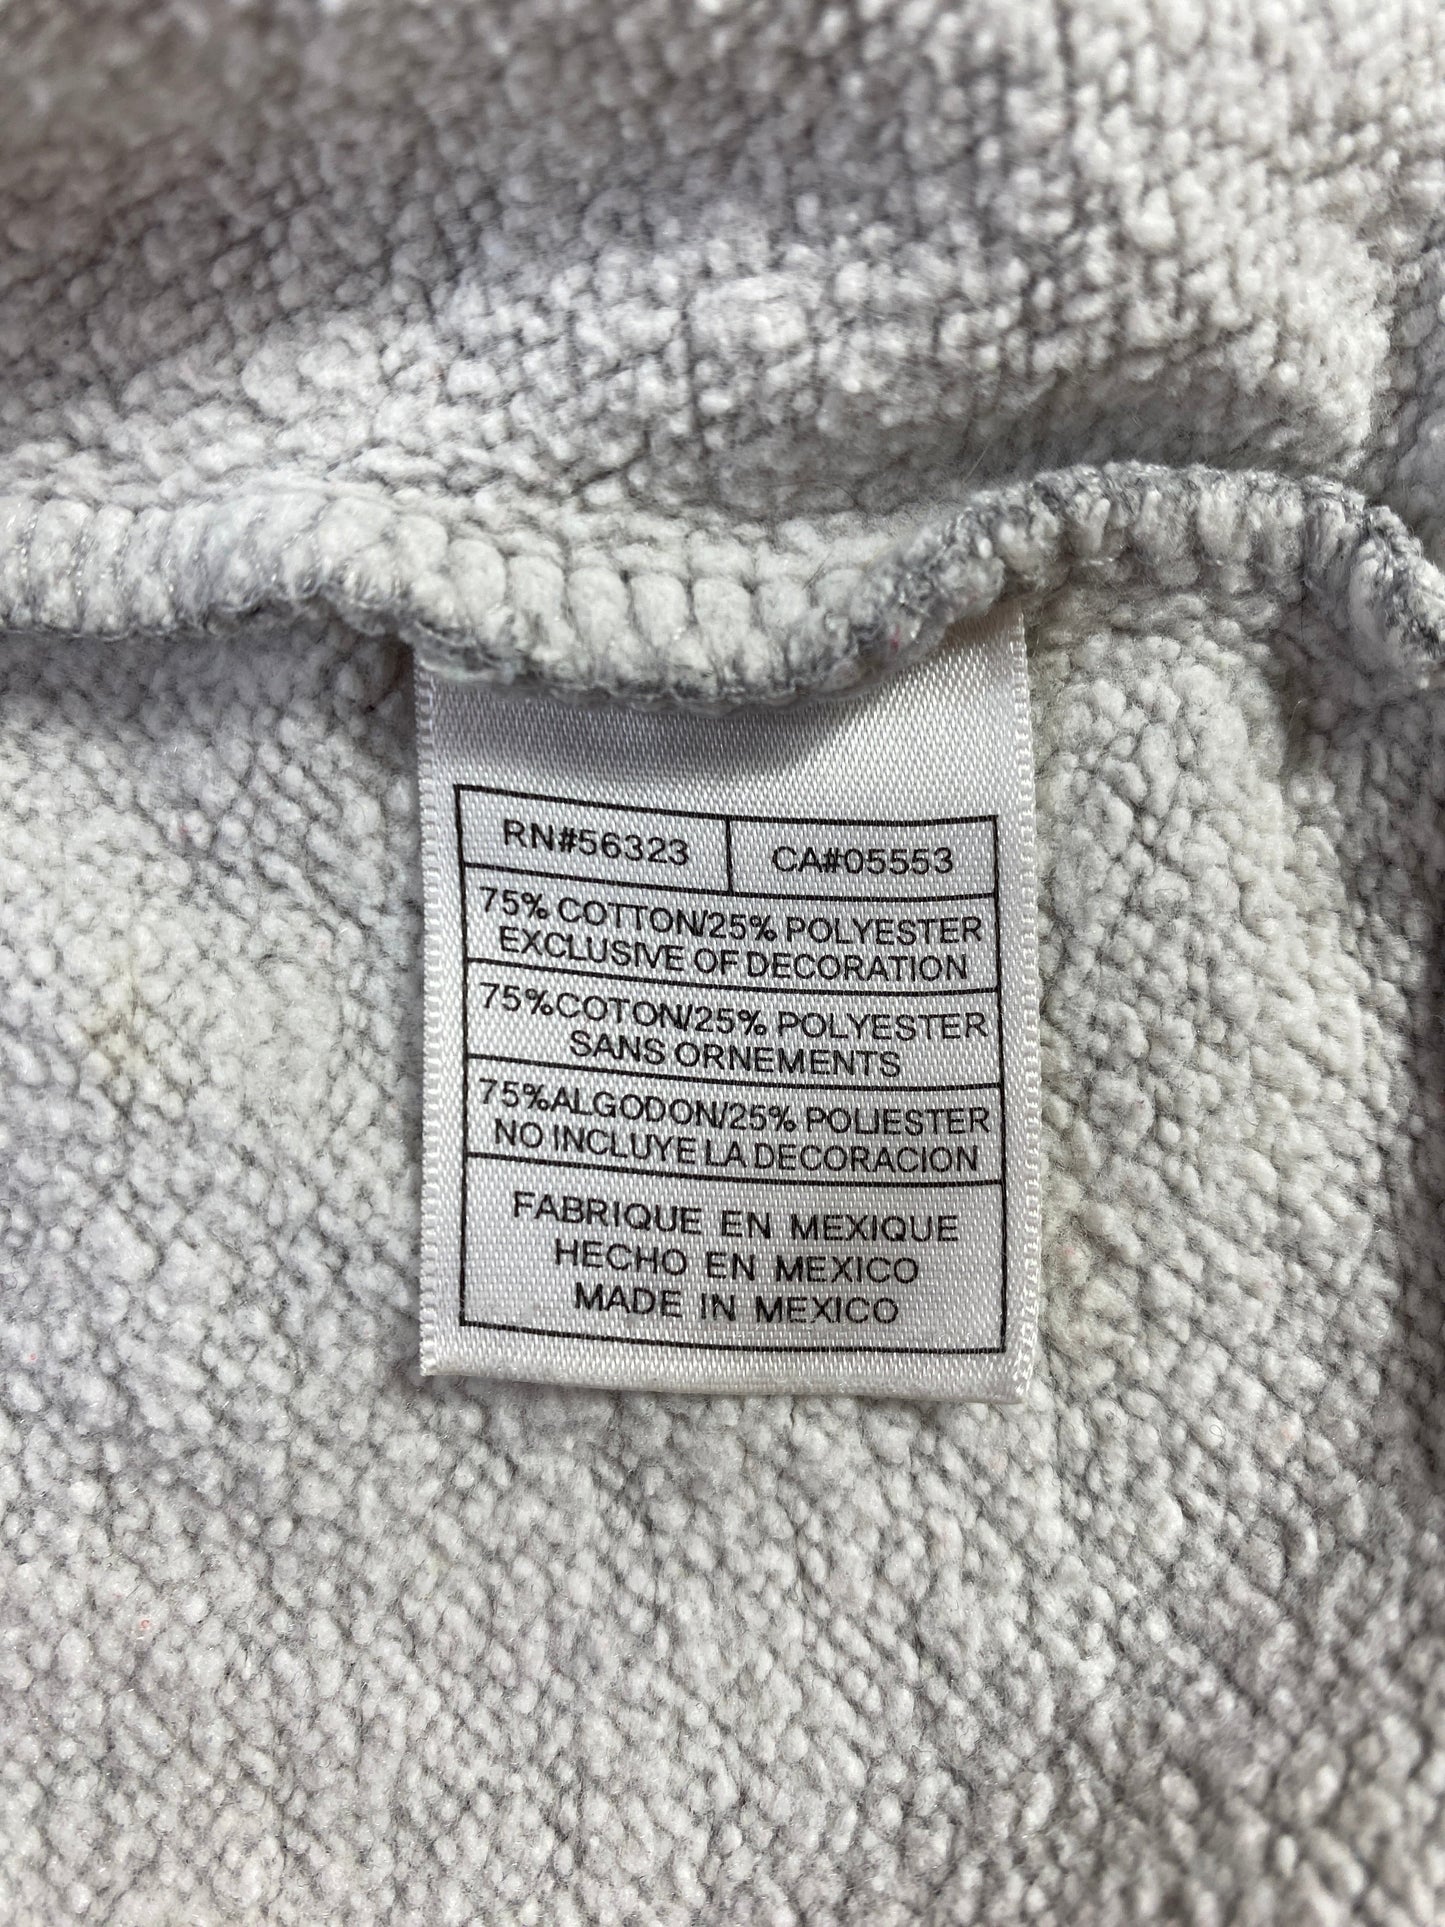 RN#56323 CA#05553
75% COTTON/25% POLYESTER
EXCLUSIVE OF DECORATION
75%COTON/25% POLYESTER
SANS ORNEMENTS
75%ALGODON/25% POLIESTER
NO INCLUYE LA DECORACION
FABRIQUE EN MEXIQUE
HECHO EN MEXICO
MADE IN MEXICO